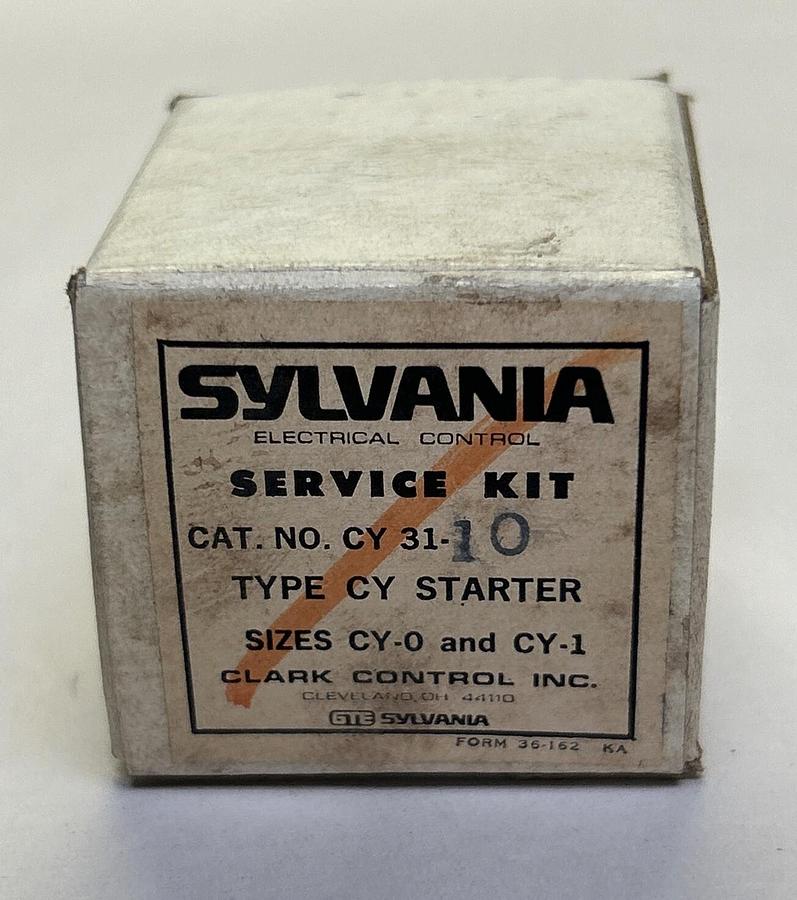 SYLVANIA
ELECTRICAL CONTROL
SERVICE KIT
CAT. NO. CY 31-10
TYPE CY STARTER
SIZES CY-0 and CY-1
CLARK CONTROL INC.
CLEVELAND, OH 44110
GTE SYLVANIA
FORM 36-162 KA